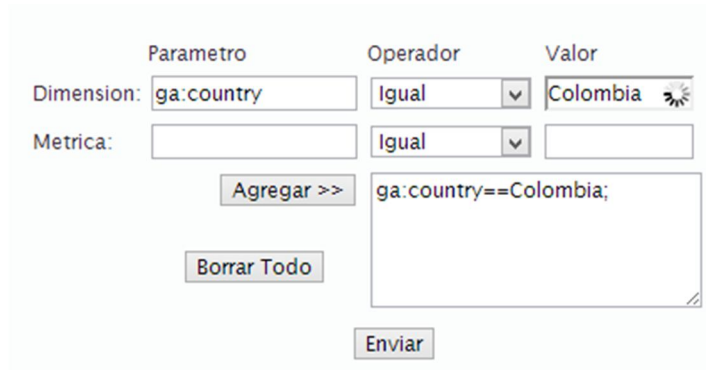 Parametro Operador Valor
Dimension: ga:country Igual Colombia
Metrica: Igual
Agregar >> ga:country==Colombia;
Borrar Todo
Enviar